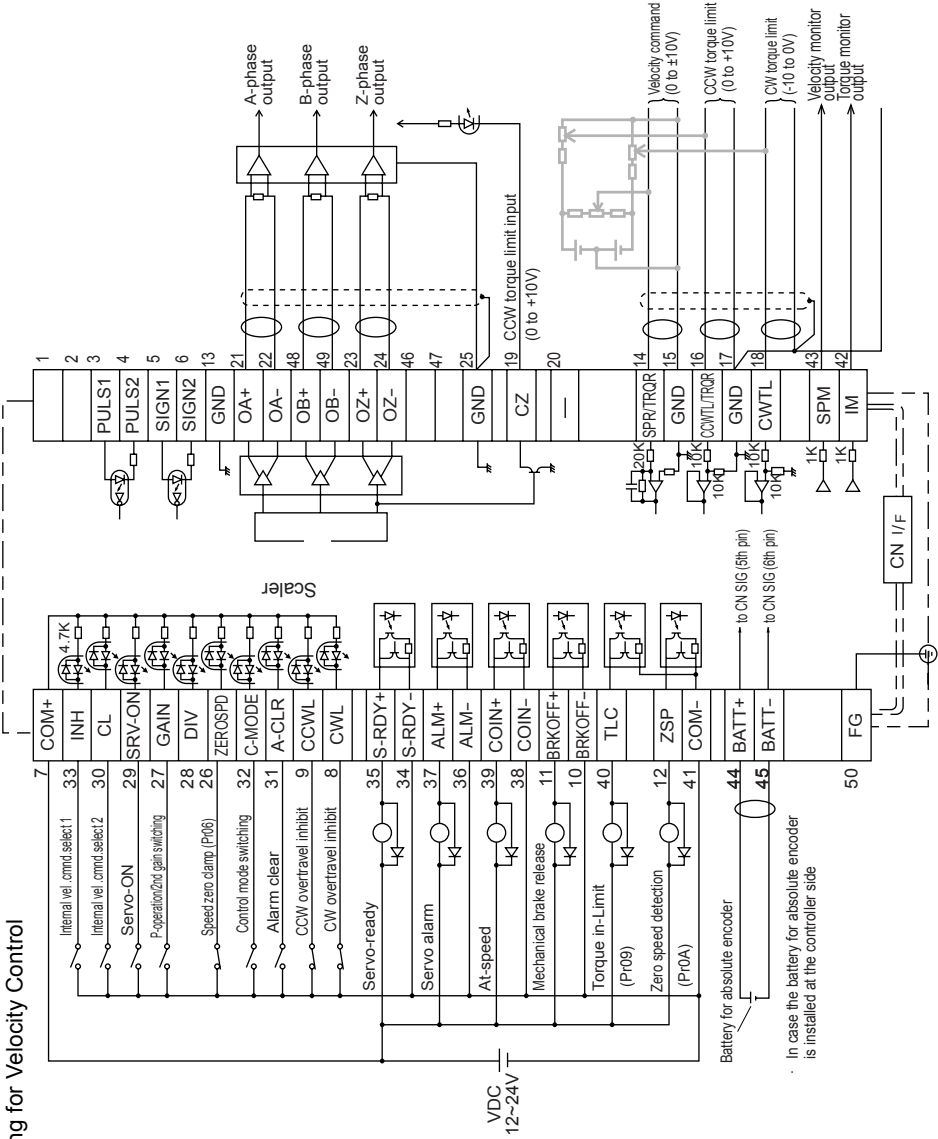 ng for Velocity Control
VDC
12~24V
7
33
30
29
27
28
26
32
31
9
8
35
34
37
36
39
38
11
10
40
12
41
44
45
50
Internal vel.cmnd.select 1
Internal vel.cmnd.select 2
Servo-ON
P-operation/2nd gain switching
Speed zero clamp (Pr06)
Control mode switching
Alarm clear
CCW overtravel inhibit
CW overtravel inhibit
Servo-ready
Servo alarm
At-speed
Mechanical brake release
Torque in-Limit
(Pr09)
Zero speed detection
(Pr0A)
Battery for absolute encoder
· In case the battery for absolute encoder
is installed at the controller side
COM+
INH
CL
SRV-ON
GAIN
DIV
ZEROSPD
C-MODE
A-CLR
CCWL
CWL
S-RDY+
S-RDY−
ALM+
ALM−
COIN+
COIN-
BRKOFF+
BRKOFF-
TLC
ZSP
COM−
BATT+
BATT−
FG
4.7K
Scaler
to CN SIG (5th pin)
to CN SIG (6th pin)
CN I/F
PULS1
PULS2
SIGN1
SIGN2
GND
OA+
OA-
OB+
OB-
OZ+
OZ-
GND
CZ
—
SPR/TRQR
GND
CCWTL/TRQR
GND
CWTL
SPM
IM
20K
10K
10K
10K
10K
1K
1K
1
2
3
4
5
6
13
21
22
48
49
23
24
46
47
25
19
20
14
15
16
17
18
43
42
A-phase
output
B-phase
output
Z-phase
output
CCW torque limit input
(0 to +10V)
Velocity command
(0 to ±10V)
CCW torque limit
(0 to +10V)
CW torque limit
(-10 to 0V)
Velocity monitor
output
Torque monitor
output